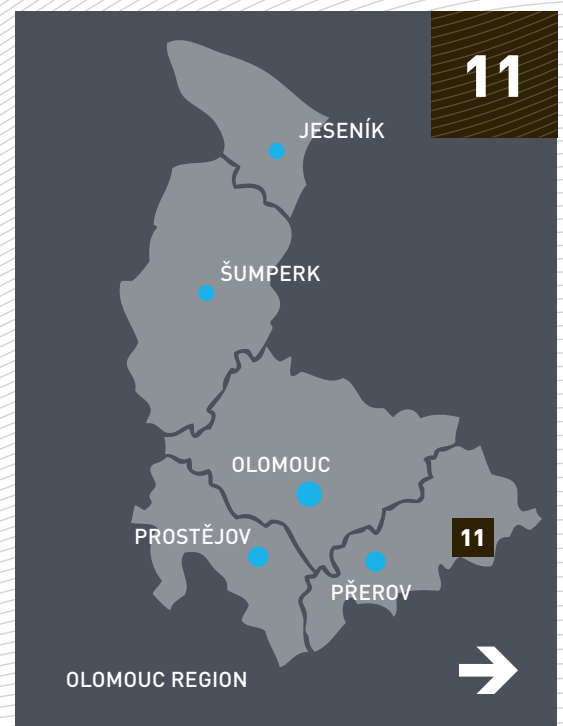 11
JESENÍK
ŠUMPERK
OLOMOUC
PROSTĚJOV
11
PŘEROV
OLOMOUC REGION